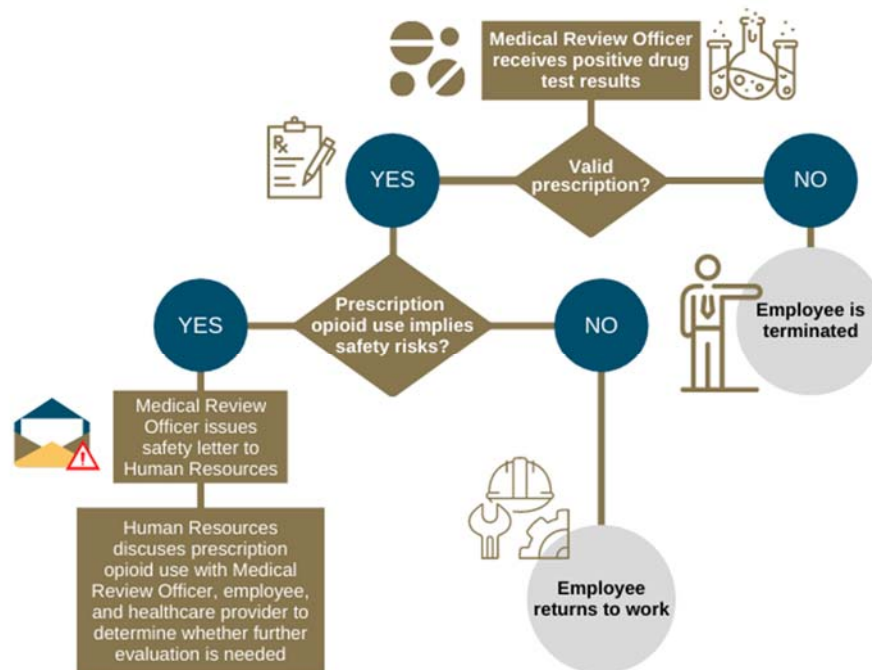 Medical Review Officer
receives positive drug
test results
Rx
YES
Valid
prescription?
NO
Employee is
terminated
YES
Prescription
opioid use implies
safety risks?
NO
Medical Review
Officer issues
safety letter to
Human Resources
Human Resources
discuses prescription
opioid use with Medical
Review Officer, employee,
and healthcare provider to
determine whether further
evaluation is needed
Employee
returns to work